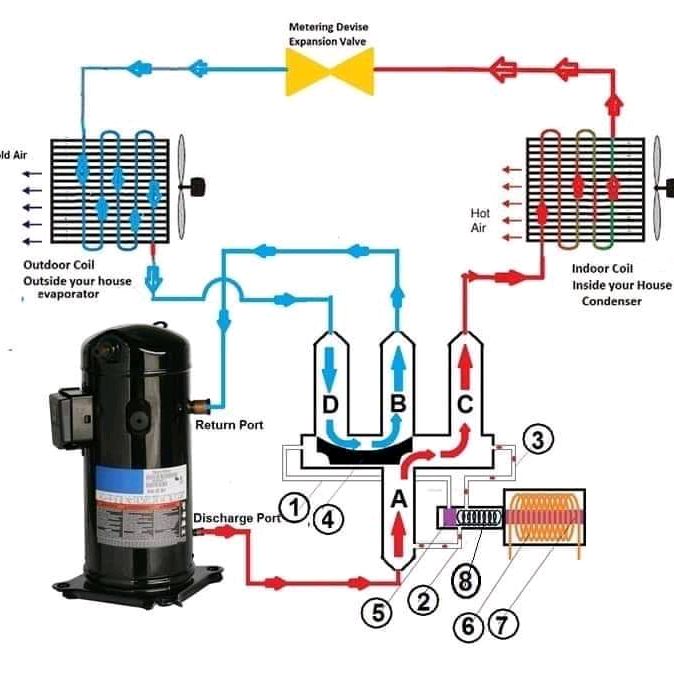 Metering Devise
Expansion Valve
ld Air
Hot
Air
Outdoor Coil
Outside your house
evaporator
Indoor Coil
Inside your House
Condenser
D
B
C
Return Port
A
Discharge Port
1
4
3
5
2
8
6
7